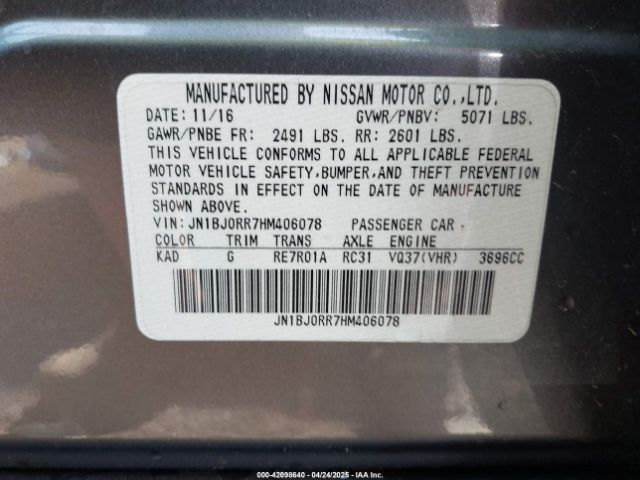 MANUFACTURED BY NISSAN MOTOR CO.,LTD.
DATE: 11/16 GVWR/PNBV: 5071 LBS.
GAWR/PNBE FR: 2491 LBS. RR: 2601 LBS.
THIS VEHICLE CONFORMS TO ALL APPLICABLE FEDERAL
MOTOR VEHICLE SAFETY,BUMPER,AND THEFT PREVENTION
STANDARDS IN EFFECT ON THE DATE OF MANUFACTURE
SHOWN ABOVE.
VIN: JN1BJ0RR7HM406078 PASSENGER CAR.
COLOR TRIM TRANS AXLE ENGINE
KAD G RE7R01A RC31 VQ37(VHR) 3696CC
JN1BJ0RR7HM406078
000-42098640 - 04/24/2025 - IAAI.COM